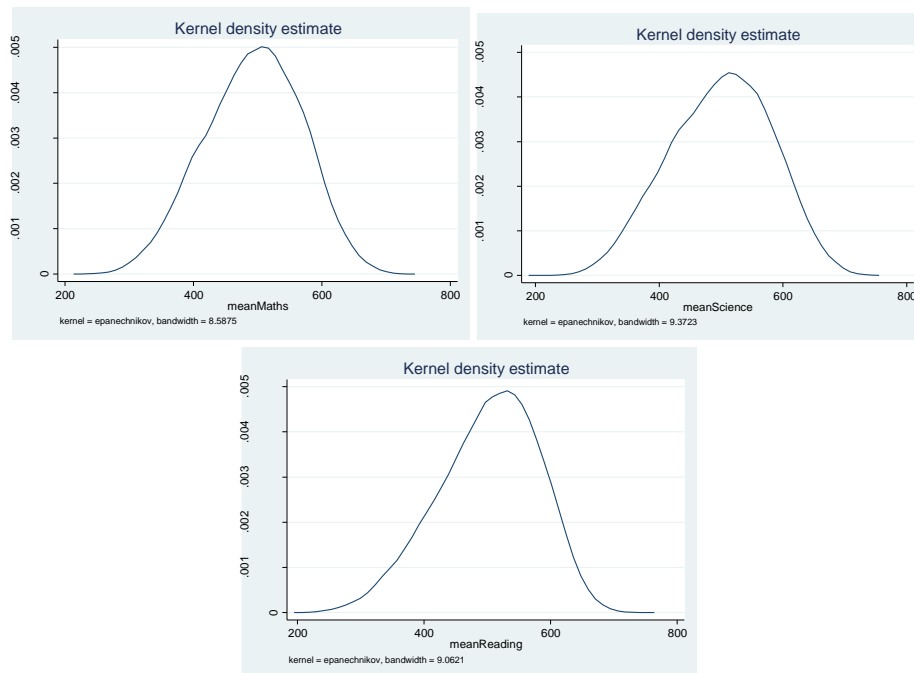 Kernel density estimate
.005
.004
.003
.002
.001
0
200 400 600 800
meanMaths
kernel = epanechnikov, bandwidth = 8.5875
Kernel density estimate
.005
.004
.003
.002
.001
0
200 400 600 800
meanScience
kernel = epanechnikov, bandwidth = 9.3723
Kernel density estimate
.005
.004
.003
.002
.001
0
200 400 600 800
meanReading
kernel = epanechnikov, bandwidth = 9.0621